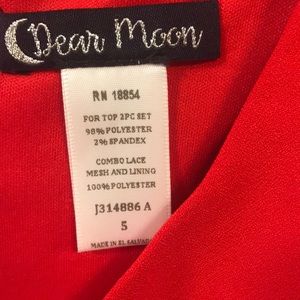 Dear Moon
RN 18854
FOR TOP 2PC SET
98% POLYESTER
2% SPANDEX
COMBO LACE
MESH AND LINING
100% POLYESTER
J314886 A
5
MADE IN EL SALVADOR